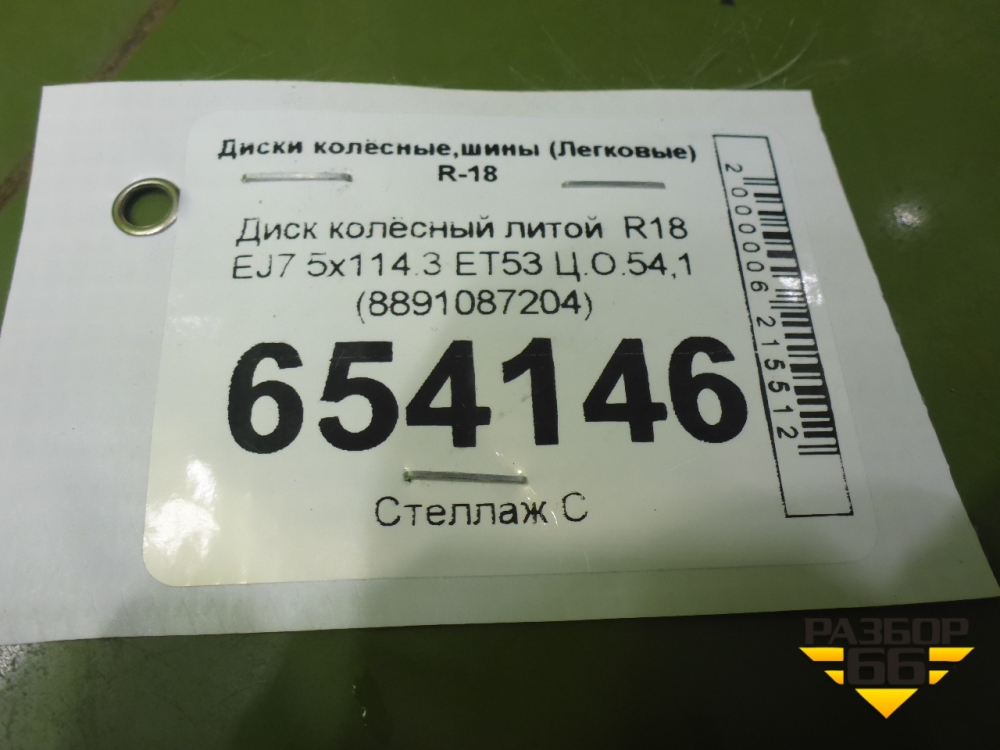 Диски колёсные,шины (Легковые)
R-18
Диск колёсный литой R18
EJ7 5x114.3 ET53 Ц.О.54,1
(8891087204)
654146
Стеллаж С
2000006215512
РАЗБОР
66